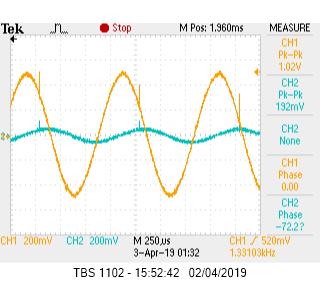 Tek Stop M Pos: 1.960ms MEASURE
CH1
Pk-Pk
1.02V
CH2
Pk-Pk
192mV
CH2
None
CH1
Phase
0.00
CH2
Phase
-72.2?
2
CH1 200mV CH2 200mV M 250µs CH1 / 520mV
3-Apr-19 01:32 1.33103kHz
TBS 1102 - 15:52:42 02/04/2019